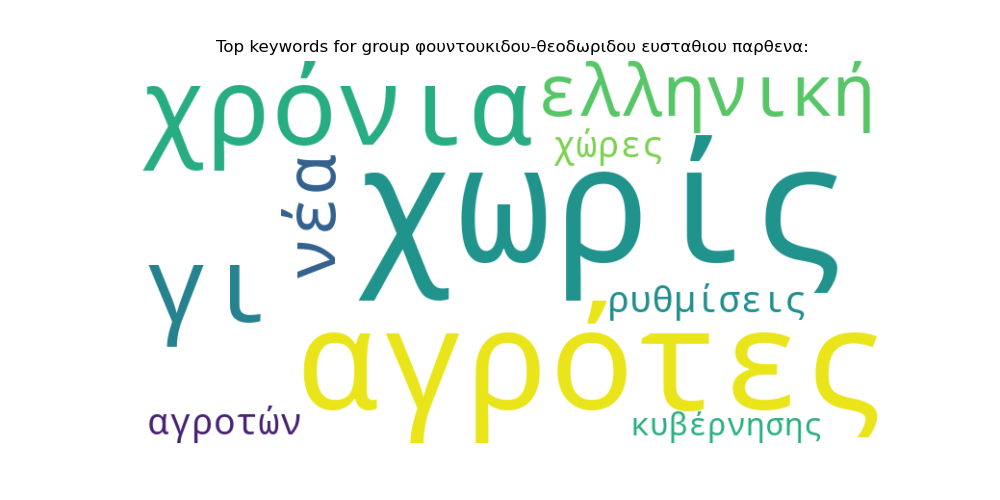 Top keywords for group φουντουκιδου-θεοδωριδου ευσταθιου παρθενα:
χρόνια
ελληνική
χώρες
νέα
χωρίς
γι
ρυθμίσεις
αγρότες
αγροτών
κυβέρνησης